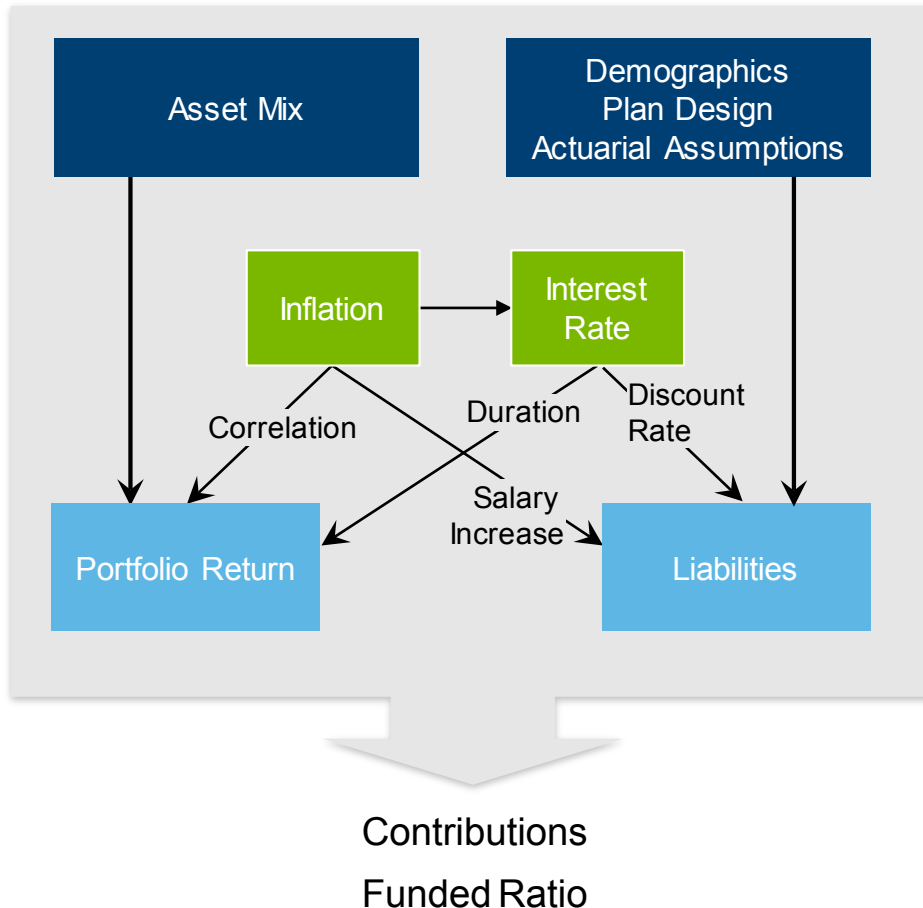 Asset Mix
Demographics
Plan Design
Actuarial Assumptions
Inflation
Interest
Rate
Correlation
Duration
Discount
Rate
Salary
Increase
Portfolio Return
Liabilities
Contributions
Funded Ratio